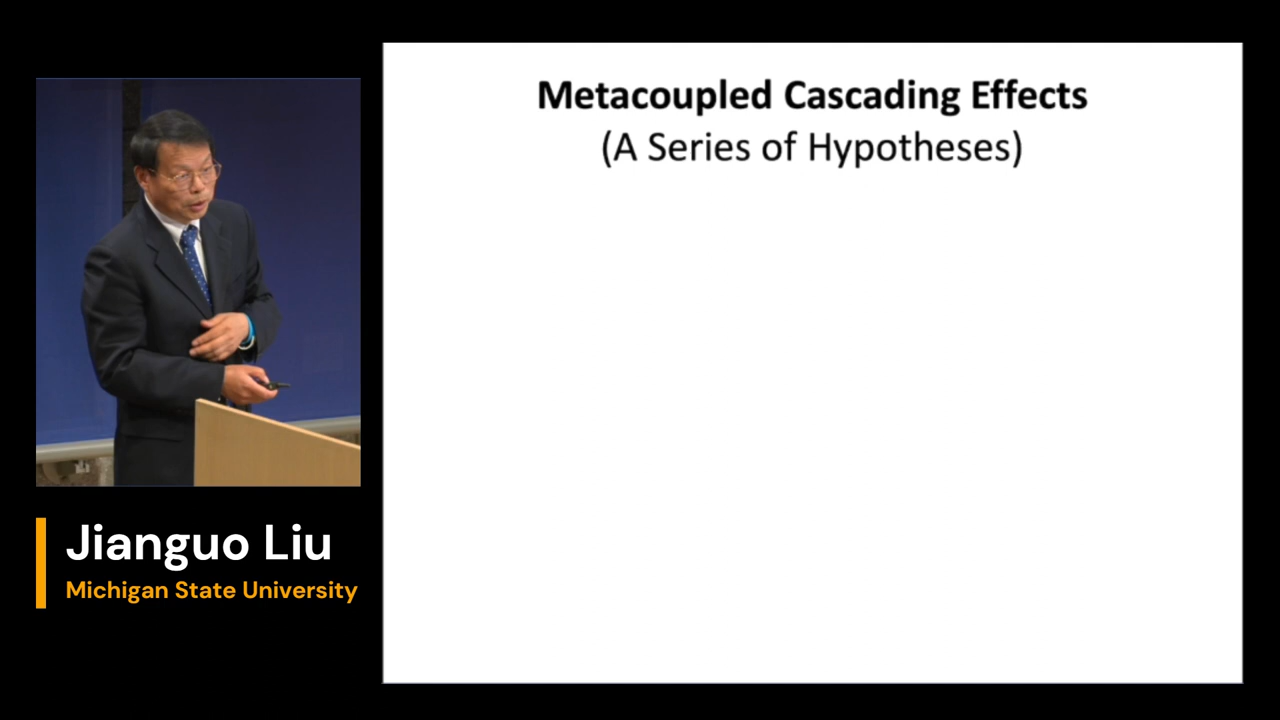 Metacoupled Cascading Effects
(A Series of Hypotheses)
Jianguo Liu
Michigan State University